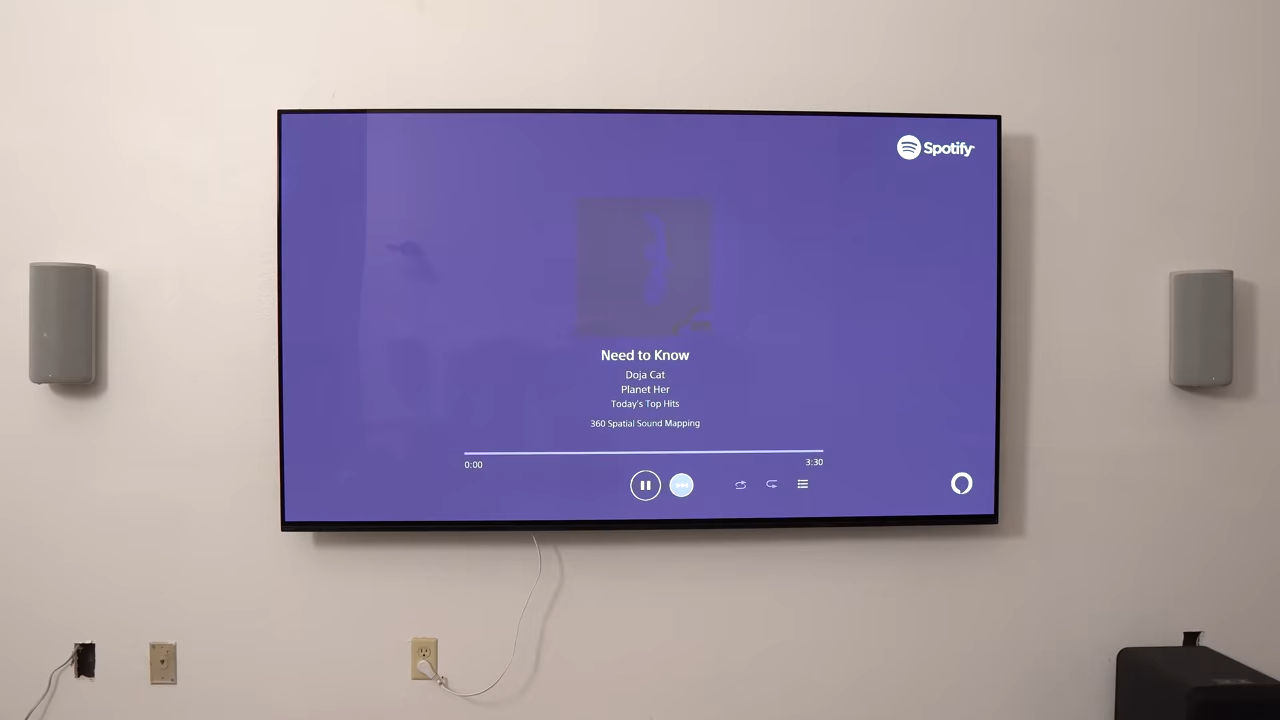 Spotify
Need to Know
Doja Cat
Planet Her
Today's Top Hits
360 Spatial Sound Mapping
0:00
3:30